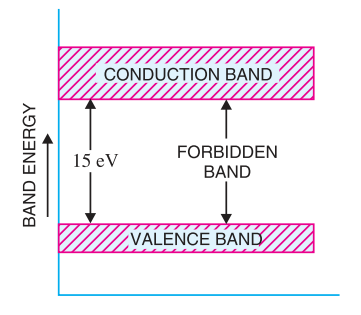 CONDUCTION BAND
BAND ENERGY
15 eV
FORBIDDEN
BAND
VALENCE BAND